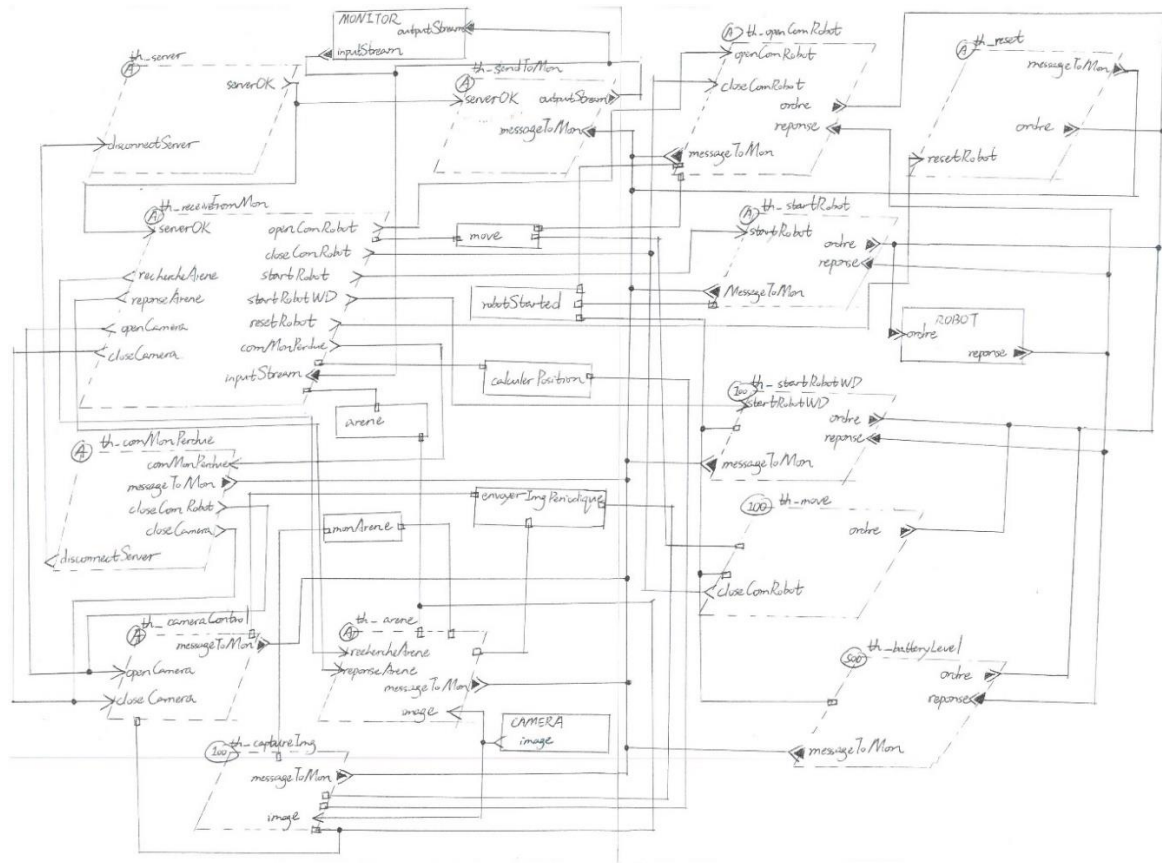 MONITOR
outputStream
inputStream
A th_server
serverOK
disconnectServer
A th_sendToMon
serverOK
outputStream
messageToMon
A th_openComRobot
openComRobot
closeComRobot
ordre
reponse
messageToMon
A th_reset
messageToMon
ordre
resetRobot
A th_receiveFromMon
serverOK
openComRobot
closeComRobot
rechercheArene
startRobot
reponseArene
startRobotWD
openCamera
resetRobot
closeCamera
comMonPerdue
inputStream
move
robotStarted
calculerPosition
arene
A th_startRobot
startRobot
ordre
reponse
MessageToMon
ROBOT
ordre
reponse
100 th_startRobotWD
startRobotWD
ordre
reponse
messageToMon
A th_comMonPerdue
comMonPerdue
messageToMon
closeComRobot
closeCamera
disconnectServer
envoyerImgPeriodique
monArene
100 th_move
ordre
closeComRobot
A th_cameraControl
messageToMon
openCamera
closeCamera
A th_arene
rechercheArene
reponseArene
messageToMon
image
CAMERA
image
500 th_batteryLevel
ordre
reponse
messageToMon
100 th_captureImg
messageToMon
image